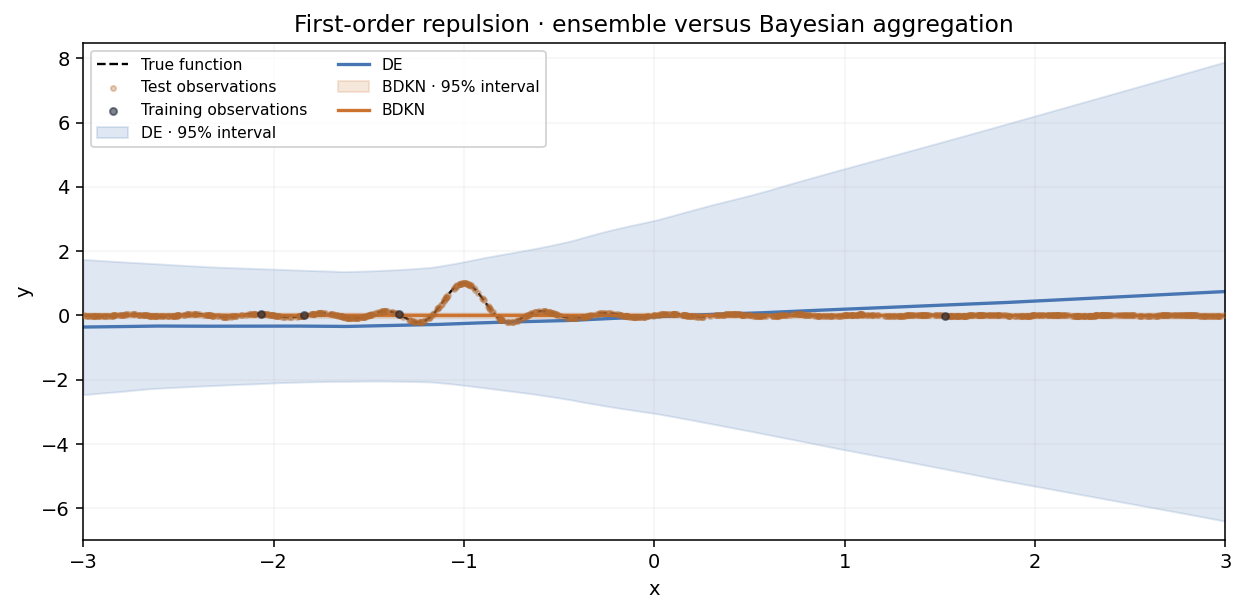 First-order repulsion · ensemble versus Bayesian aggregation
True function
Test observations
Training observations
DE · 95% interval
DE
BDKN · 95% interval
BDKN
y
8
6
4
2
0
−2
−4
−6
−3
−2
−1
0
1
2
3
x